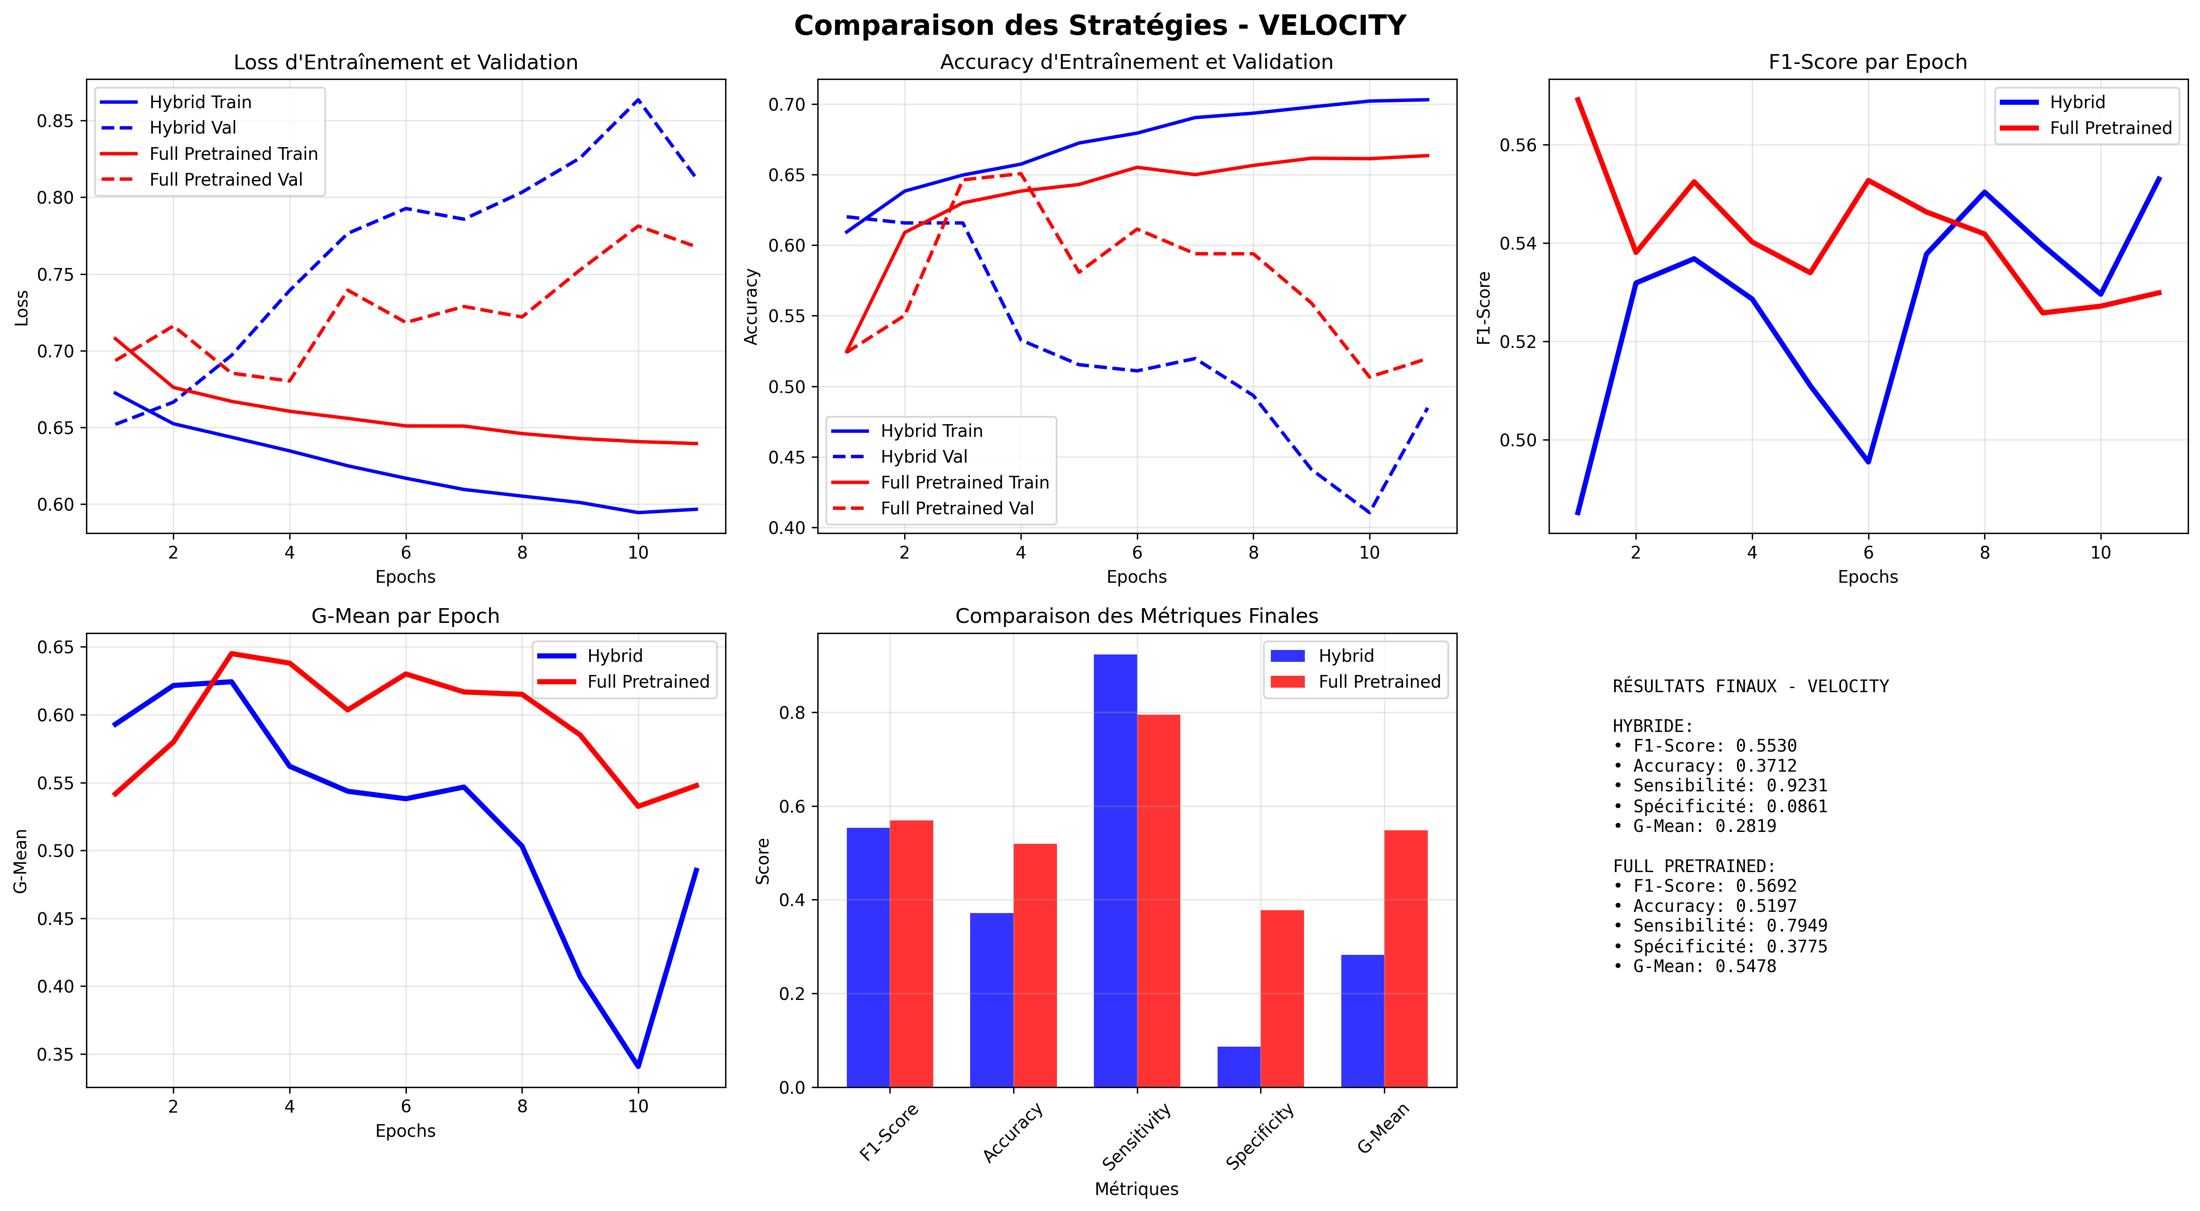 Comparaison des Stratégies - VELOCITY
Loss d'Entraînement et Validation
Hybrid Train
Hybrid Val
Full Pretrained Train
Full Pretrained Val
Loss
0.85
0.80
0.75
0.70
0.65
0.60
2 4 6 8 10
Epochs
Accuracy d'Entraînement et Validation
Accuracy
0.70
0.65
0.60
0.55
0.50
0.45
0.40
Hybrid Train
Hybrid Val
Full Pretrained Train
Full Pretrained Val
2 4 6 8 10
Epochs
F1-Score par Epoch
Hybrid
Full Pretrained
F1-Score
0.56
0.54
0.52
0.50
2 4 6 8 10
Epochs
G-Mean par Epoch
Hybrid
Full Pretrained
G-Mean
0.65
0.60
0.55
0.50
0.45
0.40
0.35
2 4 6 8 10
Epochs
Comparaison des Métriques Finales
Hybrid
Full Pretrained
Score
0.8
0.6
0.4
0.2
0.0
F1-Score
Accuracy
Sensitivity
Specificity
G-Mean
Métriques
RÉSULTATS FINAUX - VELOCITY
HYBRIDE:
• F1-Score: 0.5530
• Accuracy: 0.3712
• Sensibilité: 0.9231
• Spécificité: 0.0861
• G-Mean: 0.2819
FULL PRETRAINED:
• F1-Score: 0.5692
• Accuracy: 0.5197
• Sensibilité: 0.7949
• Spécificité: 0.3775
• G-Mean: 0.5478